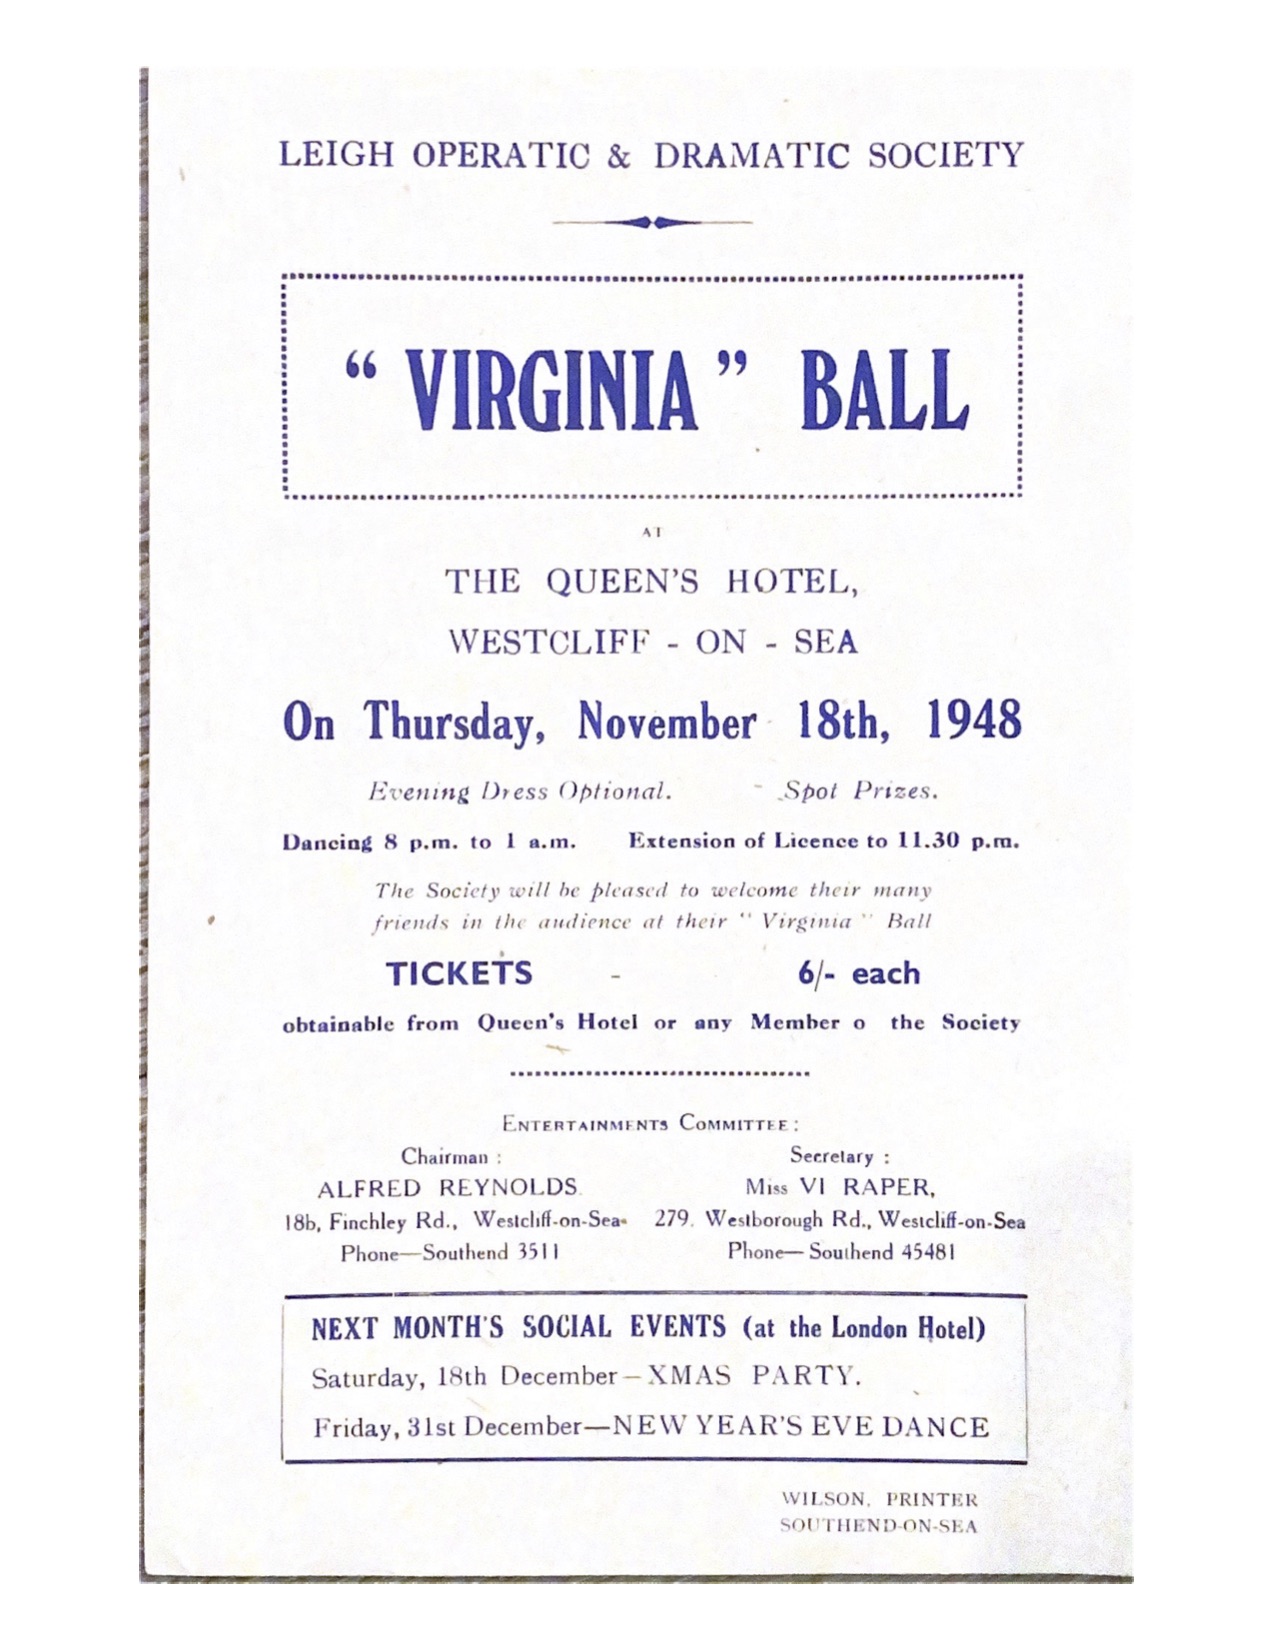 LEIGH OPERATIC & DRAMATIC SOCIETY
“ VIRGINIA ” BALL
AT
THE QUEEN'S HOTEL,
WESTCLIFF - ON - SEA
On Thursday, November 18th, 1948
Evening Dress Optional. - Spot Prizes.
Dancing 8 p.m. to 1 a.m. Extension of Licence to 11.30 p.m.
The Society will be pleased to welcome their many
friends in the audience at their “ Virginia ” Ball
TICKETS - 6/- each
obtainable from Queen's Hotel or any Member o the Society
ENTERTAINMENTS COMMITTEE :
Chairman : Secretary :
ALFRED REYNOLDS. Miss VI RAPER,
18b, Finchley Rd., Westcliff-on-Sea. 279. Westborough Rd., Westcliff-on-Sea
Phone—Southend 3511 Phone—Southend 45481
NEXT MONTH'S SOCIAL EVENTS (at the London Hotel)
Saturday, 18th December—XMAS PARTY.
Friday, 31st December—NEW YEAR'S EVE DANCE
WILSON, PRINTER
SOUTHEND-ON-SEA